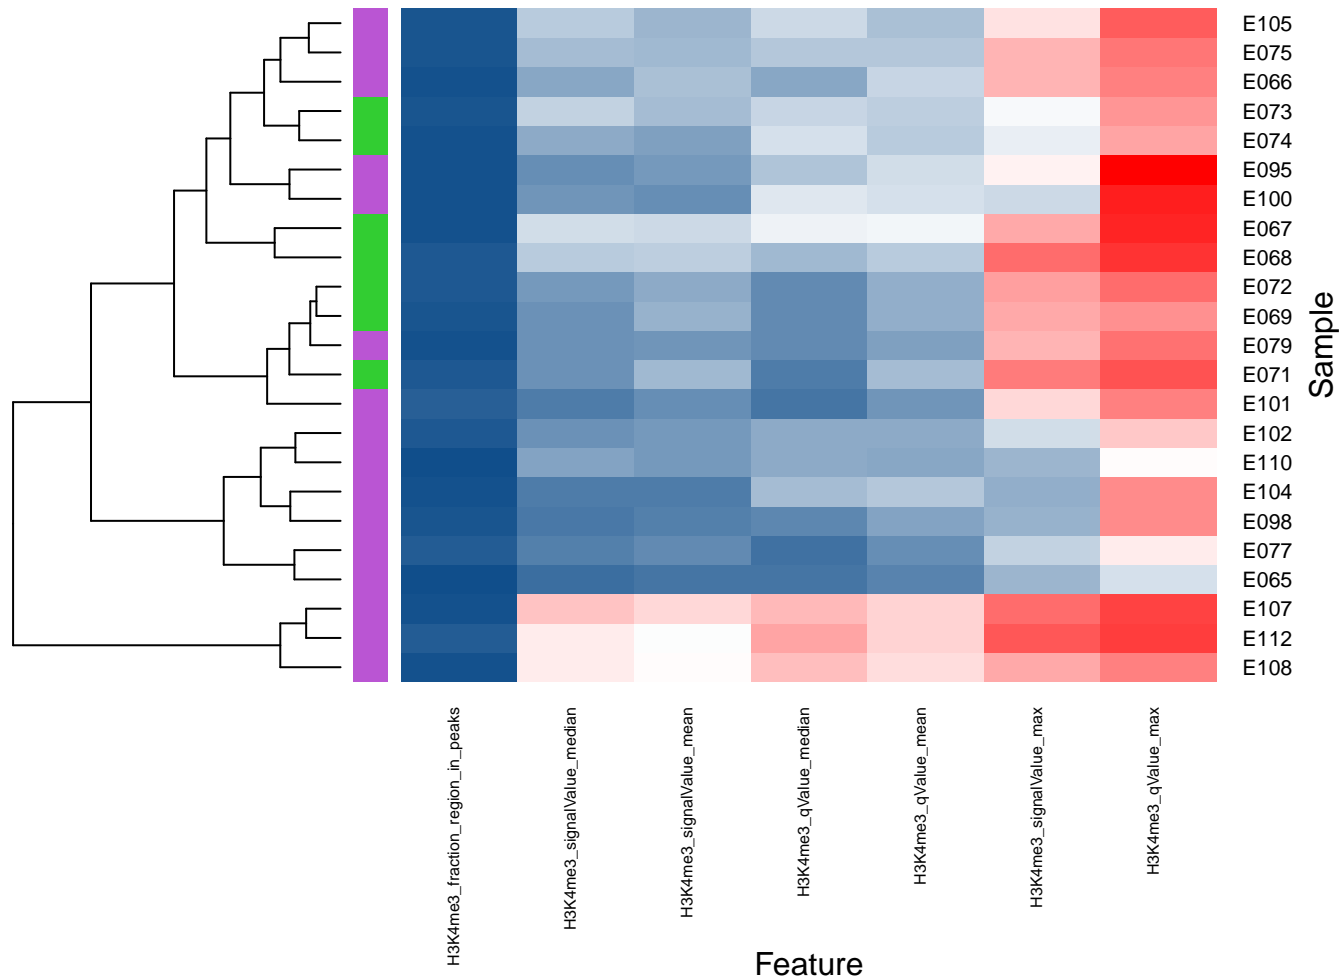 E105
E075
E066
E073
E074
E095
E100
E067
E068
E072
E069
E079
E071
E101
E102
E110
E104
E098
E077
E065
E107
E112
E108
Sample
H3K4me3_fraction_region_in_peaks
H3K4me3_signalValue_median
H3K4me3_signalValue_mean
H3K4me3_qValue_median
H3K4me3_qValue_mean
H3K4me3_signalValue_max
H3K4me3_qValue_max
Feature